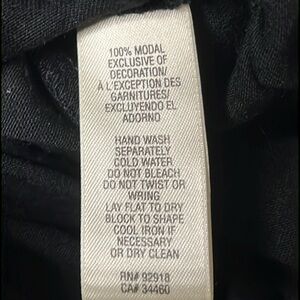 100% MODAL
EXCLUSIVE OF
DECORATION/
À L'EXCEPTION DES
GARNITURES/
EXCLUYENDO EL
ADORNO
HAND WASH
SEPARATELY
COLD WATER
DO NOT BLEACH
DO NOT TWIST OR
WRING
LAY FLAT TO DRY
BLOCK TO SHAPE
COOL IRON IF
NECESSARY
OR DRY CLEAN
RN# 92918
CA# 34460